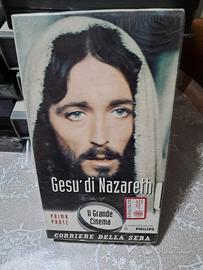 Gesu' di Nazareth
PRIMA
PARTE
Il Grande
Cinema
PHILIPS
CORRIERE DELLA SERA